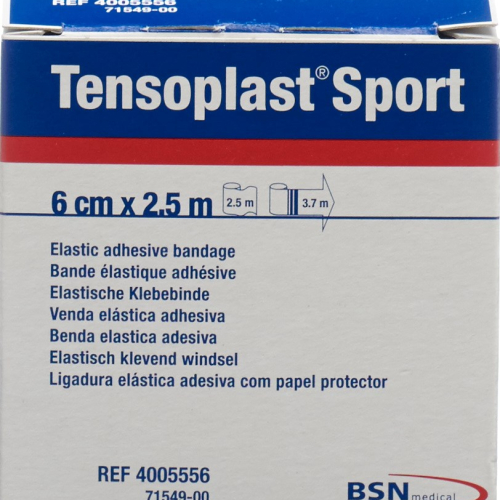 REF 4005556
71549-00
Tensoplast® Sport
6 cm x 2.5 m 2.5 m 3.7 m
Elastic adhesive bandage
Bande élastique adhésive
Elastische Klebebinde
Venda elástica adhesiva
Benda elastica adesiva
Elastisch klevend windsel
Ligadura elástica adesiva com papel protector
REF 4005556
71549-00
BSN medical